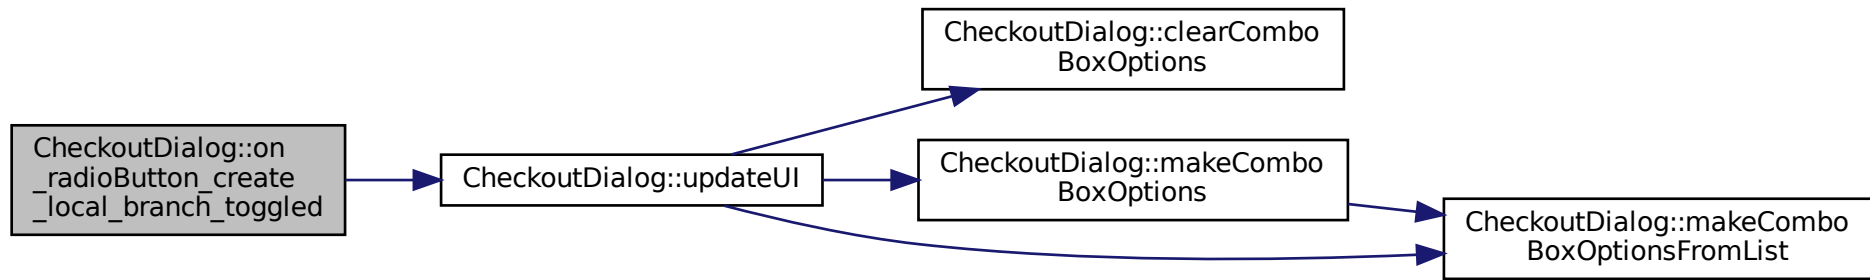 CheckoutDialog::on
_radioButton_create
_local_branch_toggled
CheckoutDialog::updateUI
CheckoutDialog::clearCombo
BoxOptions
CheckoutDialog::makeCombo
BoxOptions
CheckoutDialog::makeCombo
BoxOptionsFromList